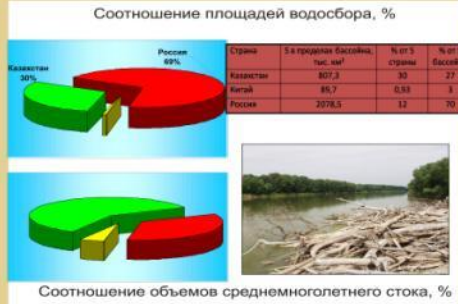 Соотношение площадей водосбора, %
Казахстан
30%
Россия
69%
Страна S в пределах бассейна, тыс. км² % от S страны % от бассей
Казахстан 807,3 30 27
Китай 89,7 0,93 3
Россия 2078,5 12 70
Соотношение объемов среднемноголетнего стока, %